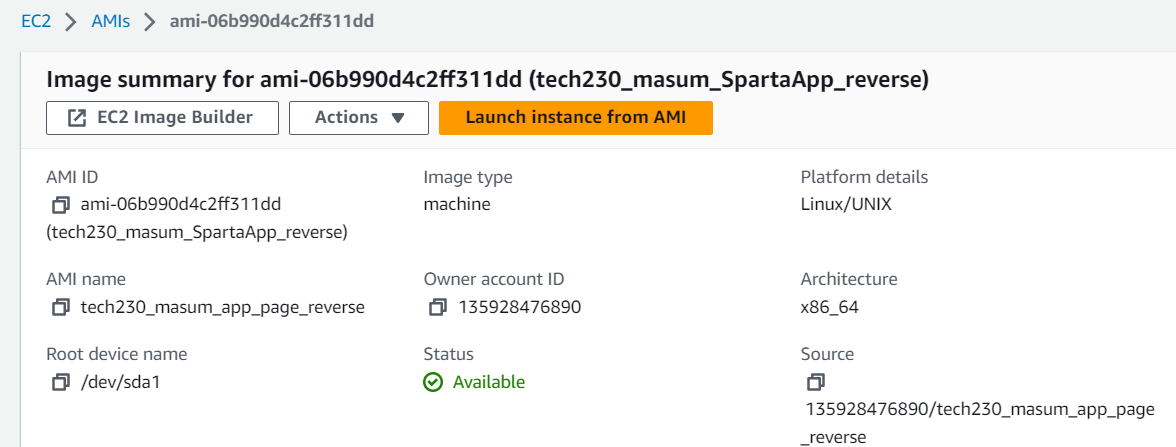 EC2 > AMIs > ami-06b990d4c2ff311dd
Image summary for ami-06b990d4c2ff311dd (tech230_masum_SpartaApp_reverse)
EC2 Image Builder Actions Launch instance from AMI
AMI ID Image type Platform details
ami-06b990d4c2ff311dd machine Linux/UNIX
(tech230_masum_SpartaApp_reverse)
AMI name Owner account ID Architecture
tech230_masum_app_page_reverse 135928476890 x86_64
Root device name Status Source
/dev/sda1 Available
135928476890/tech230_masum_app_page
_reverse